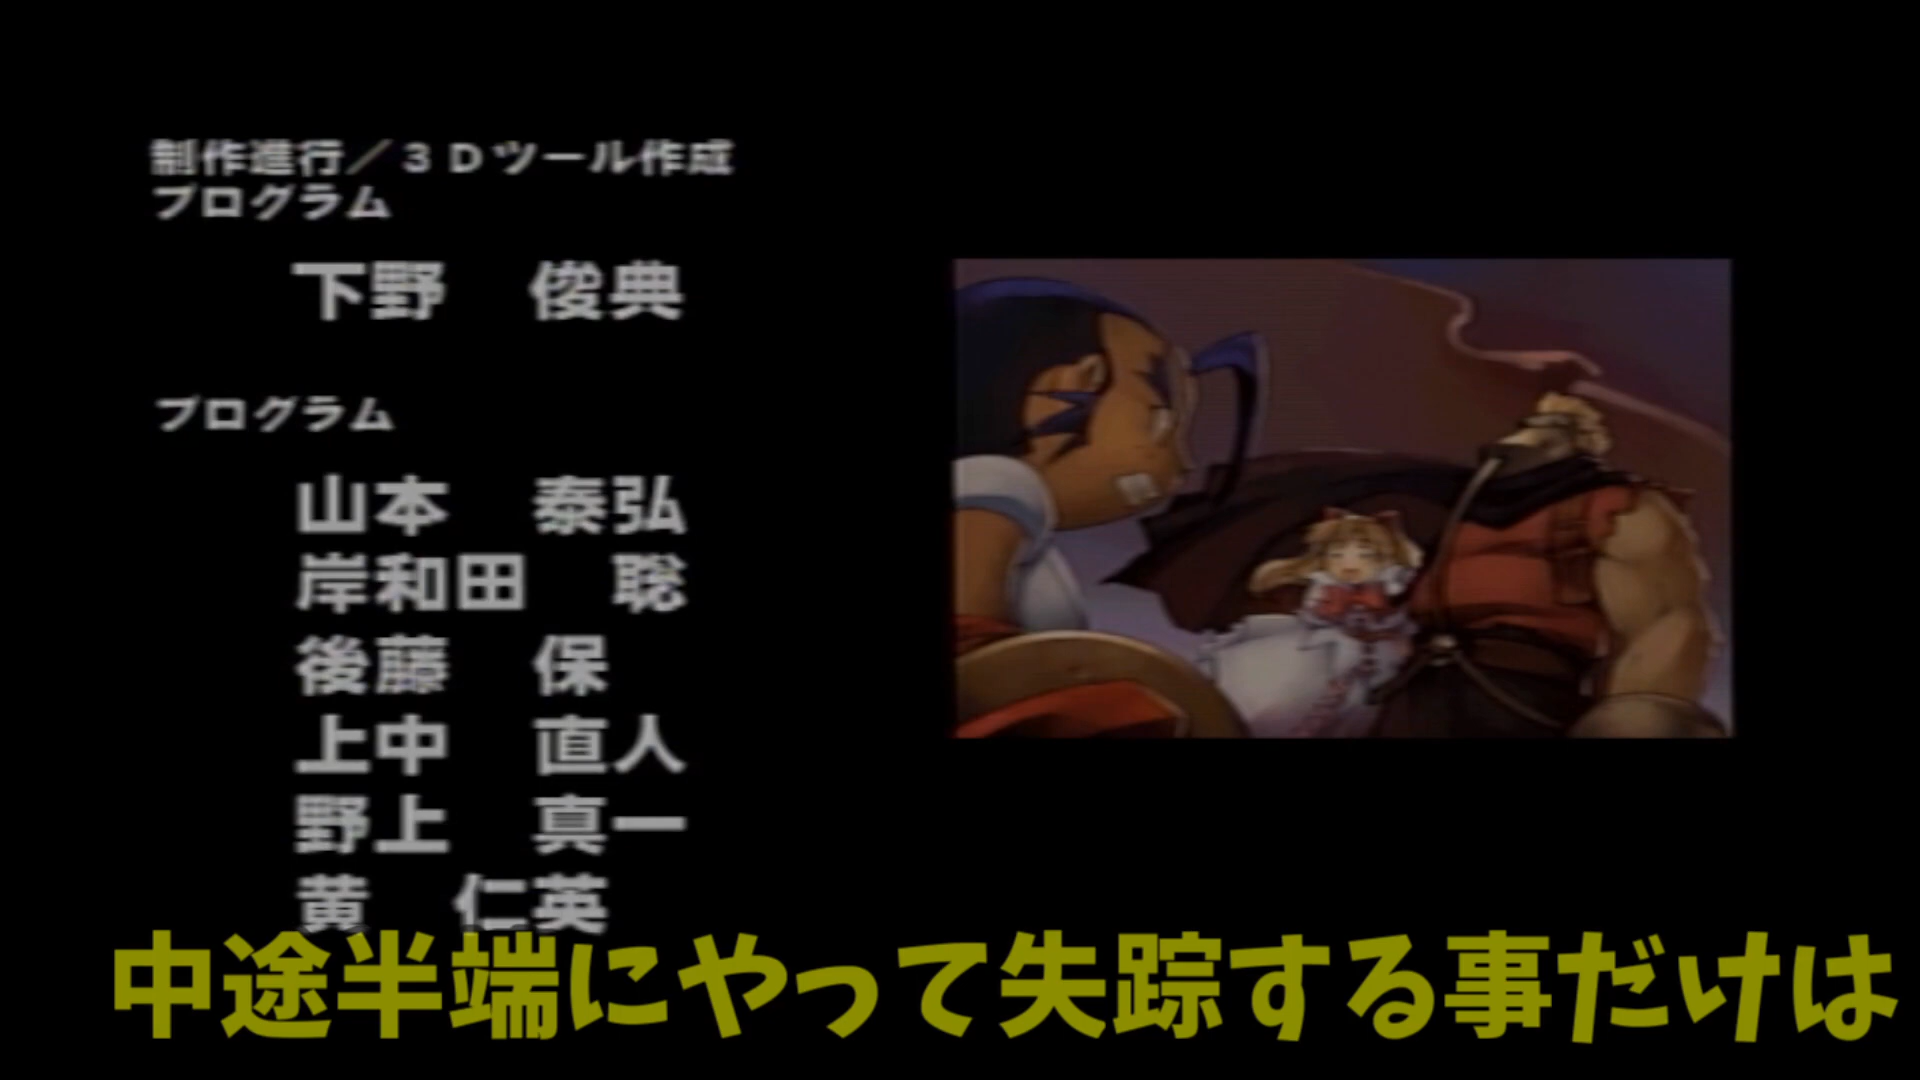 制作進行／３Ｄツール作成
プログラム
下野　俊典
プログラム
山本　泰弘
岸和田　聡
後藤　保
上中　直人
野上　真一
黄　仁英
中途半端にやって失踪する事だけは